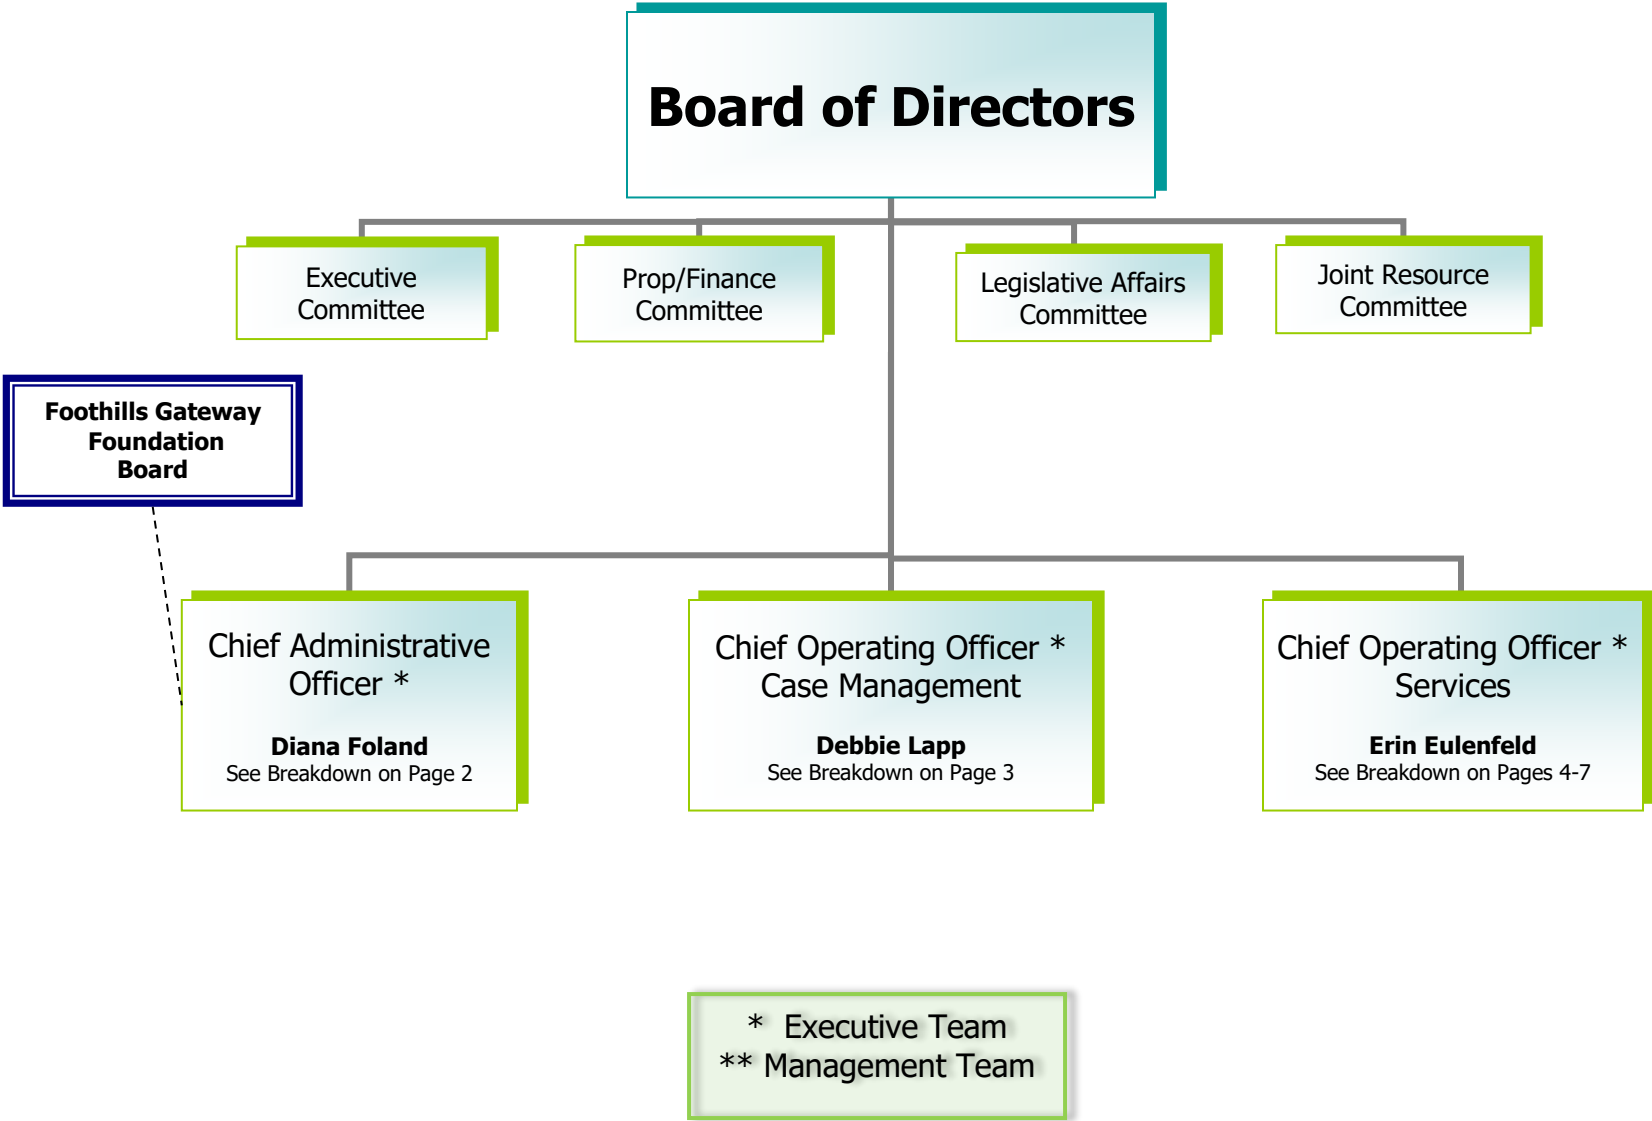 Board of Directors
Executive
Committee
Prop/Finance
Committee
Legislative Affairs
Committee
Joint Resource
Committee
Foothills Gateway
Foundation
Board
Chief Administrative
Officer *
Diana Foland
See Breakdown on Page 2
Chief Operating Officer *
Case Management
Debbie Lapp
See Breakdown on Page 3
Chief Operating Officer *
Services
Erin Eulenfeld
See Breakdown on Pages 4-7
* Executive Team
** Management Team